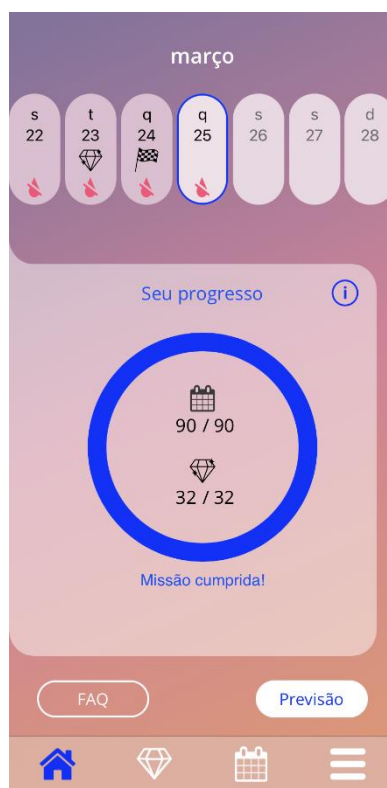 março
s t q q s s d
22 23 24 25 26 27 28
Seu progresso
i
90 / 90
32 / 32
Missão cumprida!
FAQ Previsão